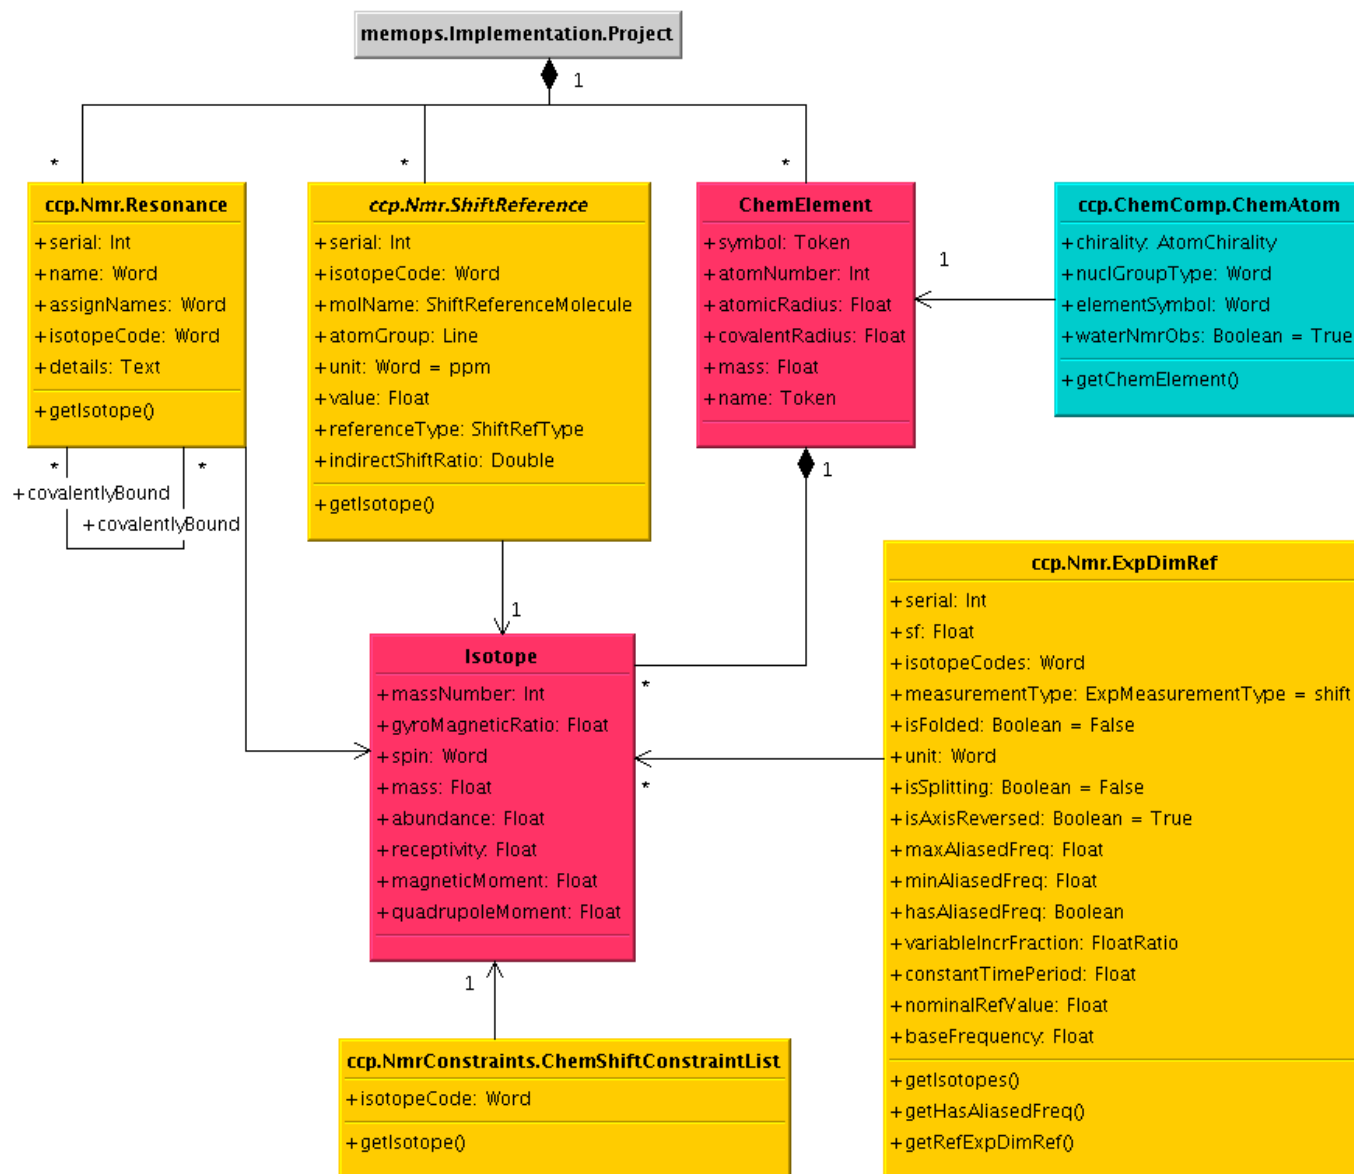 memops.Implementation.Project
1
*
*
*
ccp.Nmr.Resonance
+serial: Int
+name: Word
+assignNames: Word
+isotopeCode: Word
+details: Text
+getIsotope()
*
*
+covalentlyBound
+covalentlyBound
ccp.Nmr.ShiftReference
+serial: Int
+isotopeCode: Word
+molName: ShiftReferenceMolecule
+atomGroup: Line
+unit: Word = ppm
+value: Float
+referenceType: ShiftRefType
+indirectShiftRatio: Double
+getIsotope()
1
ChemElement
+symbol: Token
+atomNumber: Int
+atomicRadius: Float
+covalentRadius: Float
+mass: Float
+name: Token
1
1
ccp.ChemComp.ChemAtom
+chirality: AtomChirality
+nuclGroupType: Word
+elementSymbol: Word
+waterNmrObs: Boolean = True
+getChemElement()
Isotope
+massNumber: Int
+gyroMagneticRatio: Float
+spin: Word
+mass: Float
+abundance: Float
+receptivity: Float
+magneticMoment: Float
+quadrupoleMoment: Float
*
*
1
ccp.Nmr.ExpDimRef
+serial: Int
+sf: Float
+isotopeCodes: Word
+measurementType: ExpMeasurementType = shift
+isFolded: Boolean = False
+unit: Word
+isSplitting: Boolean = False
+isAxisReversed: Boolean = True
+maxAliasedFreq: Float
+minAliasedFreq: Float
+hasAliasedFreq: Boolean
+variableIncrFraction: FloatRatio
+constantTimePeriod: Float
+nominalRefValue: Float
+baseFrequency: Float
+getIsotopes()
+getHasAliasedFreq()
+getRefExpDimRef()
ccp.NmrConstraints.ChemShiftConstraintList
+isotopeCode: Word
+getIsotope()